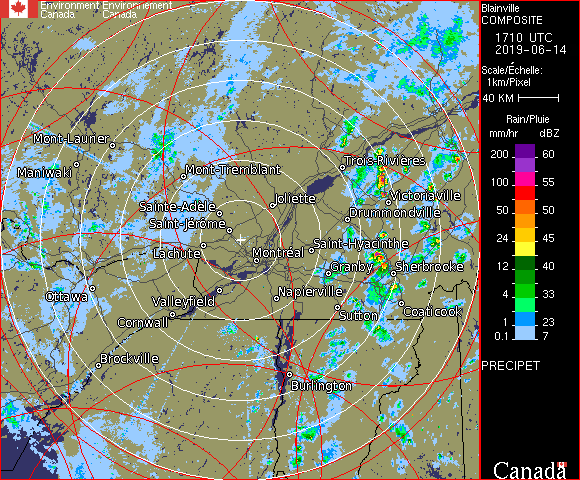 Environment Environnement
Canada Canada
Blainville
COMPOSITE
1710 UTC
2019-06-14
Scale/Échelle:
1km/Pixel
40 KM
Rain/Pluie
mm/hr dBZ
200 60
150 57
100 55
50 50
24 45
12 40
4 33
1 23
0.1 7
PRECIPET
Canada
Mont-Laurier
Maniwaki
Mont-Tremblant
Trois-Rivières
Joliette
Victoriaville
Sainte-Adele
Drummondville
Saint-Jérôme
Saint-Hyacinthe
Lachute
Montréal
Granby
Sherbrooke
Ottawa
Valleyfield
Napierville
Coaticook
Cornwall
Sutton
Brockville
Burlington